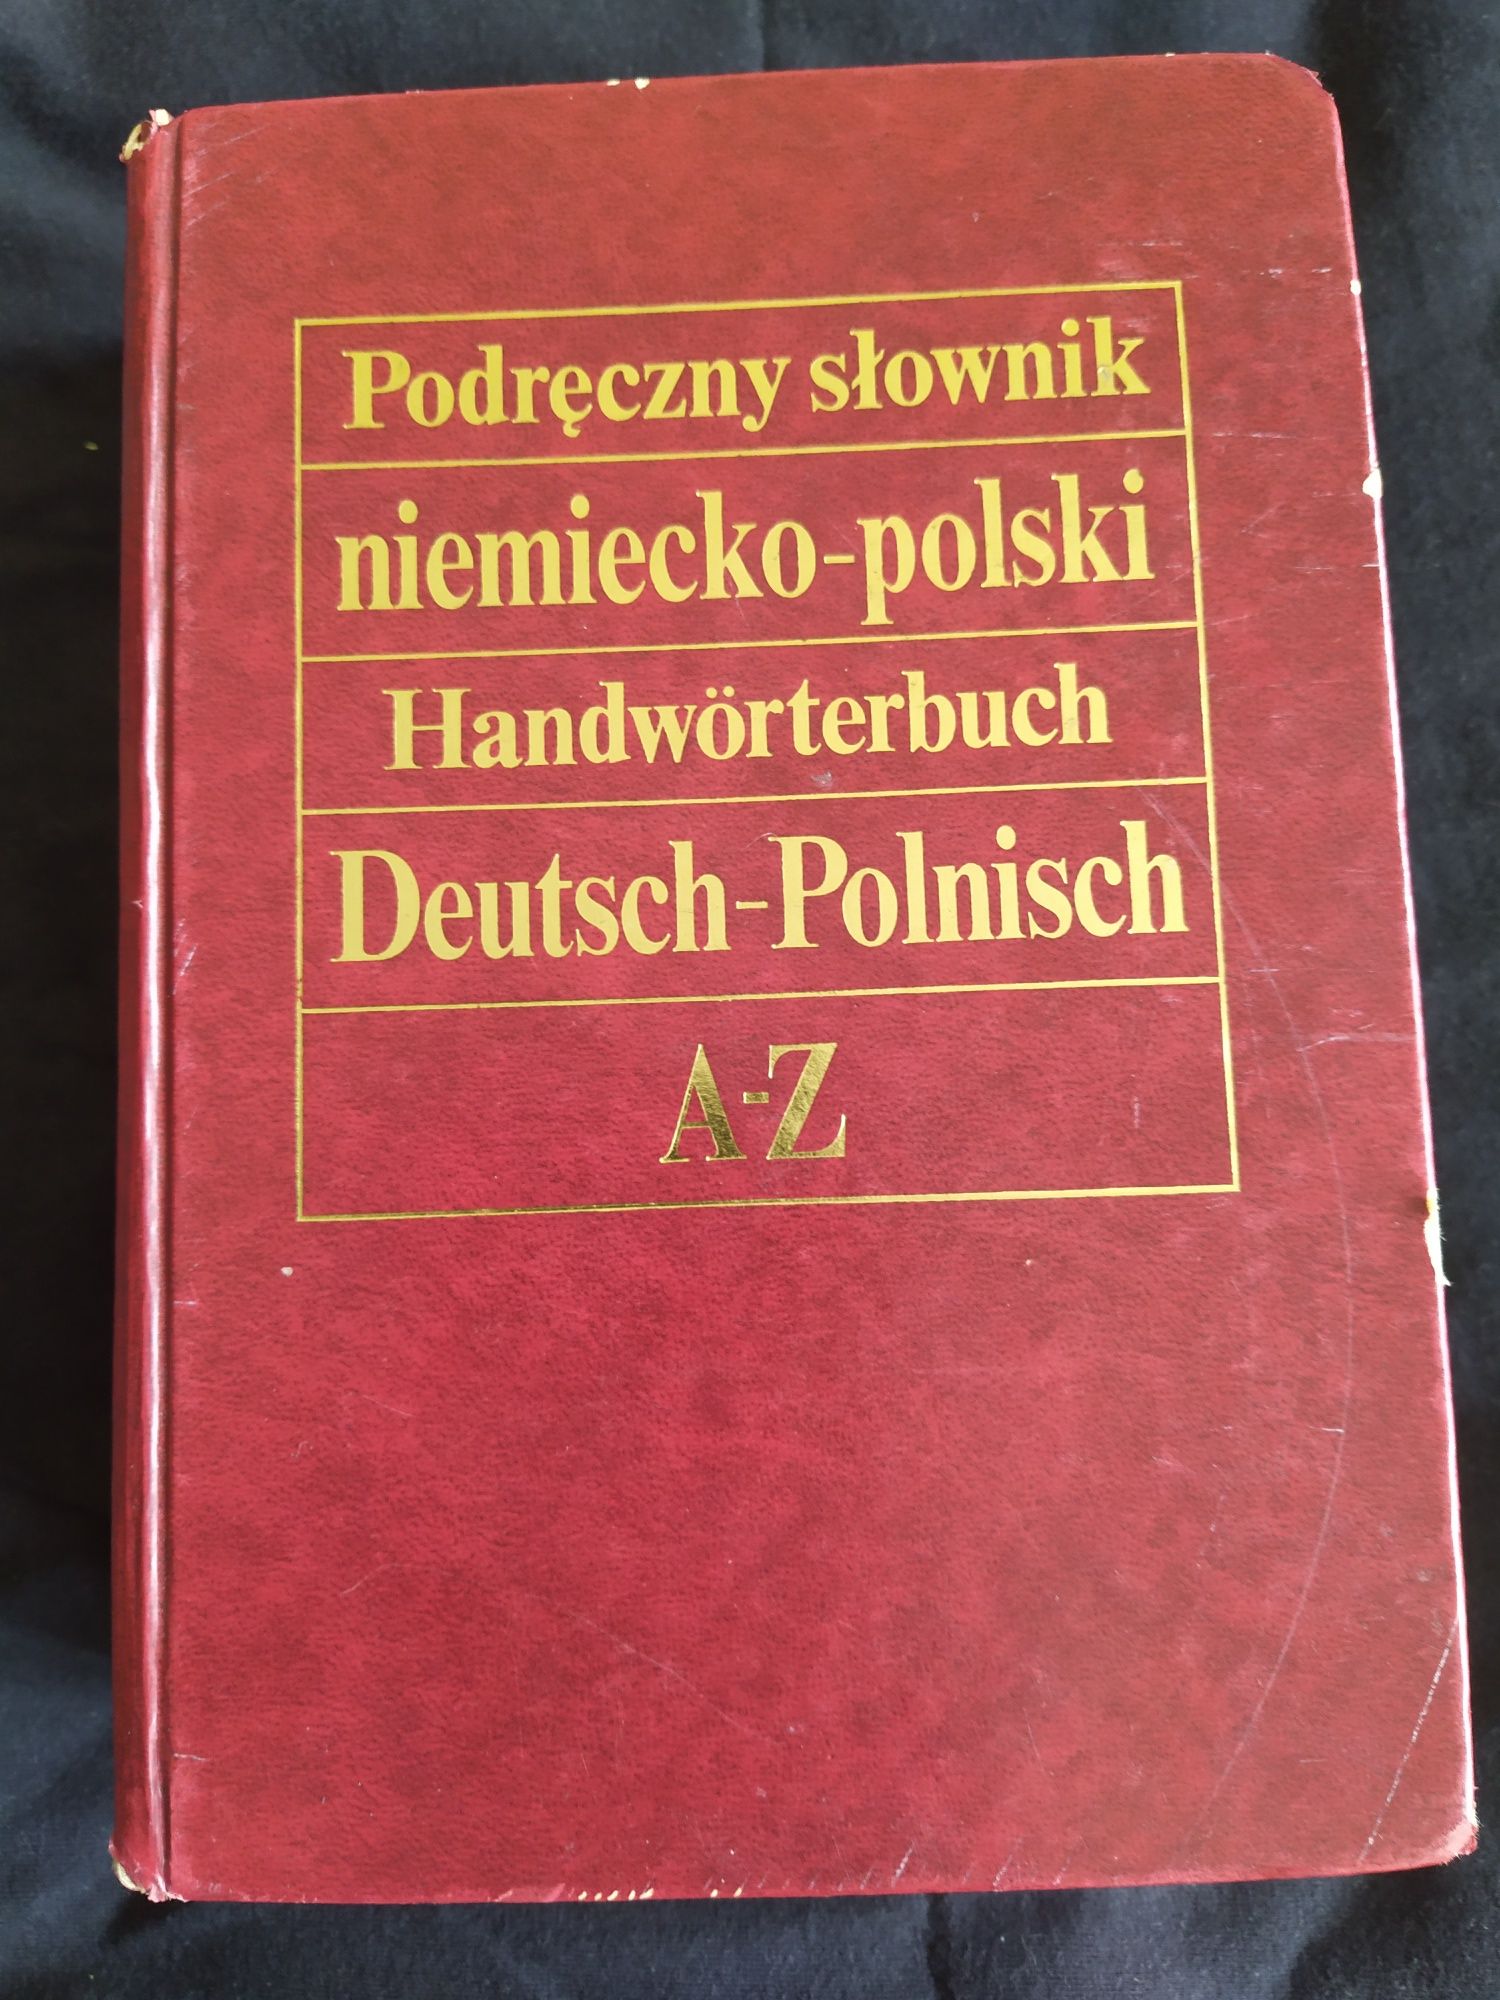 Podręczny słownik
niemiecko-polski
Handwörterbuch
Deutsch-Polnisch
A-Z